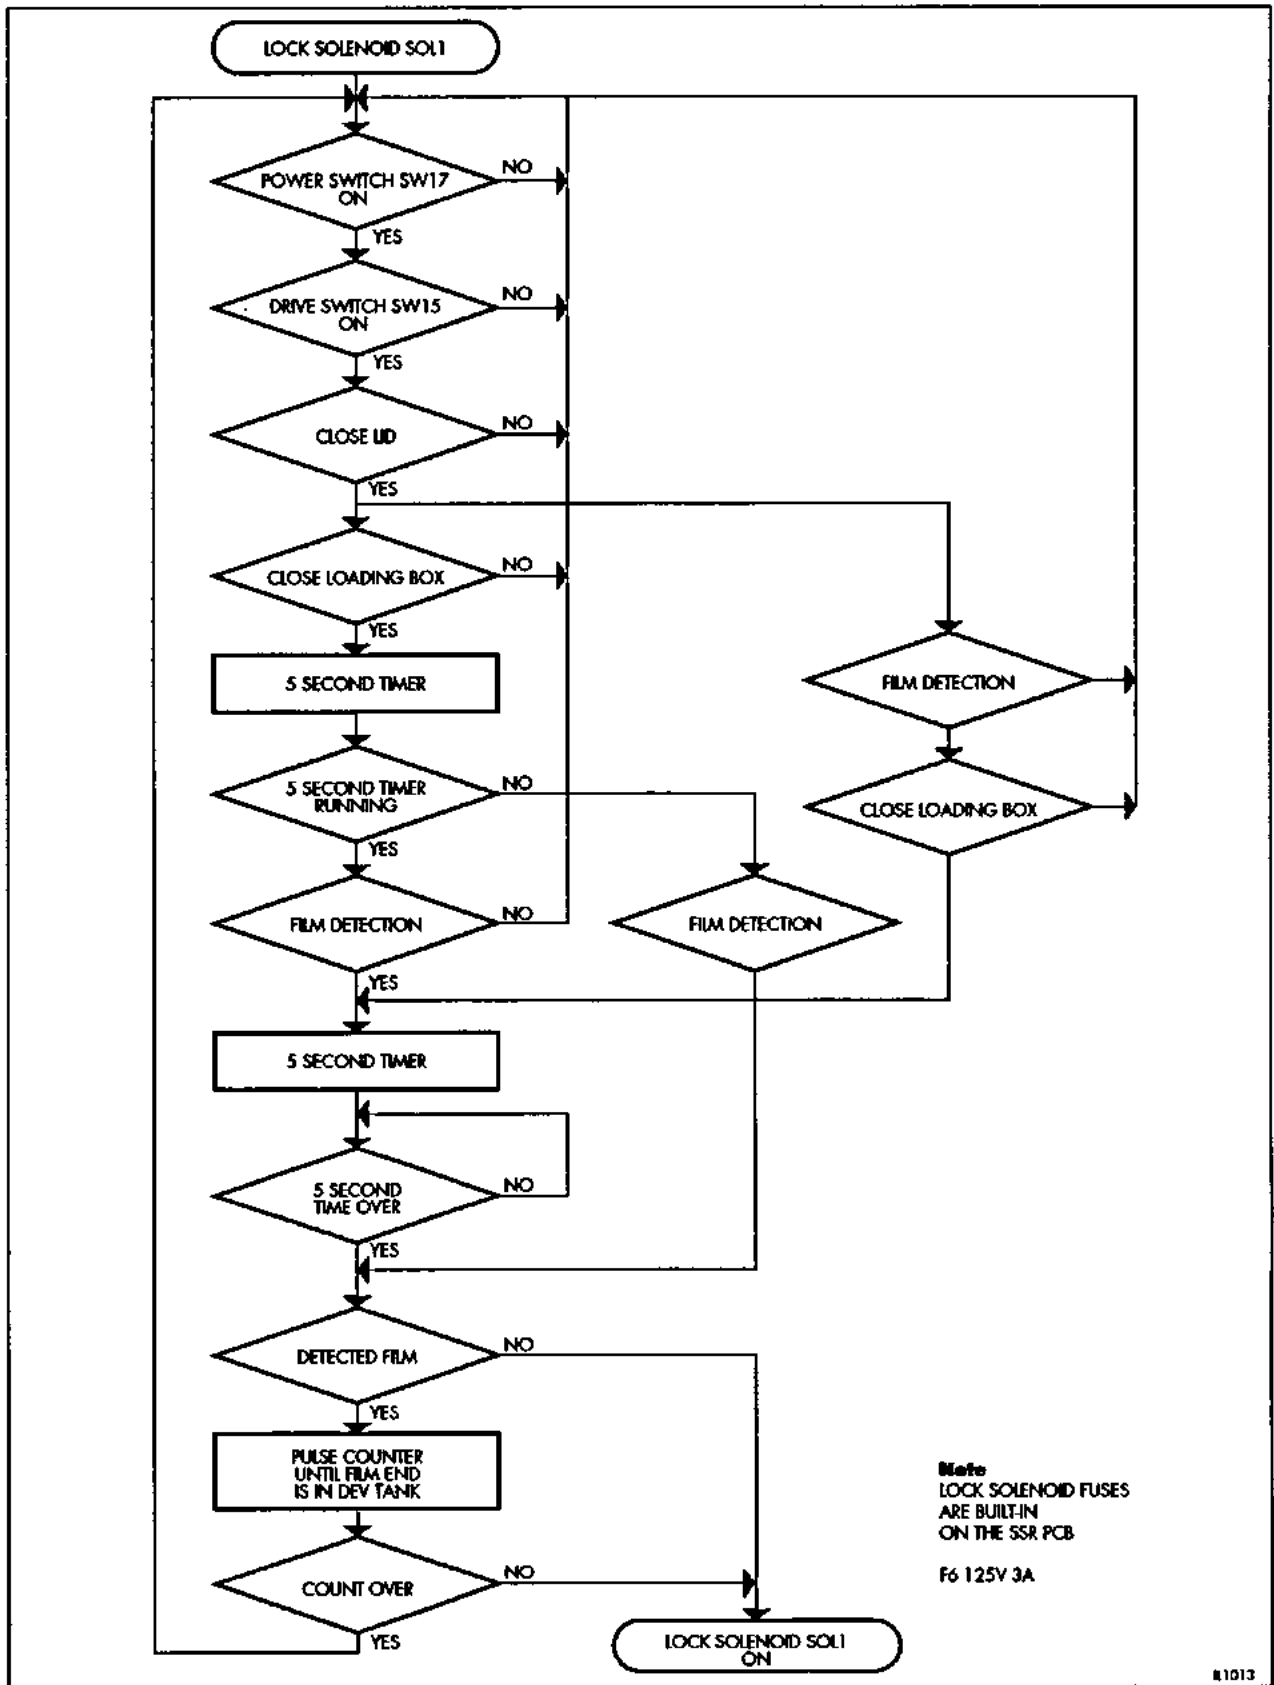 LOCK SOLENOID SOL1
POWER SWITCH SW17
ON
NO
YES
DRIVE SWITCH SW15
ON
NO
YES
CLOSE LID
NO
YES
CLOSE LOADING BOX
NO
YES
5 SECOND TIMER
FILM DETECTION
5 SECOND TIMER
RUNNING
NO
YES
CLOSE LOADING BOX
FILM DETECTION
NO
YES
FILM DETECTION
5 SECOND TIMER
5 SECOND
TIME OVER
NO
YES
DETECTED FILM
NO
YES
PULSE COUNTER
UNTIL FILM END
IS IN DEV TANK
COUNT OVER
NO
YES
LOCK SOLENOID SOL1
ON
Note
LOCK SOLENOID FUSES
ARE BUILT-IN
ON THE SSR PCB
F6 125V 3A